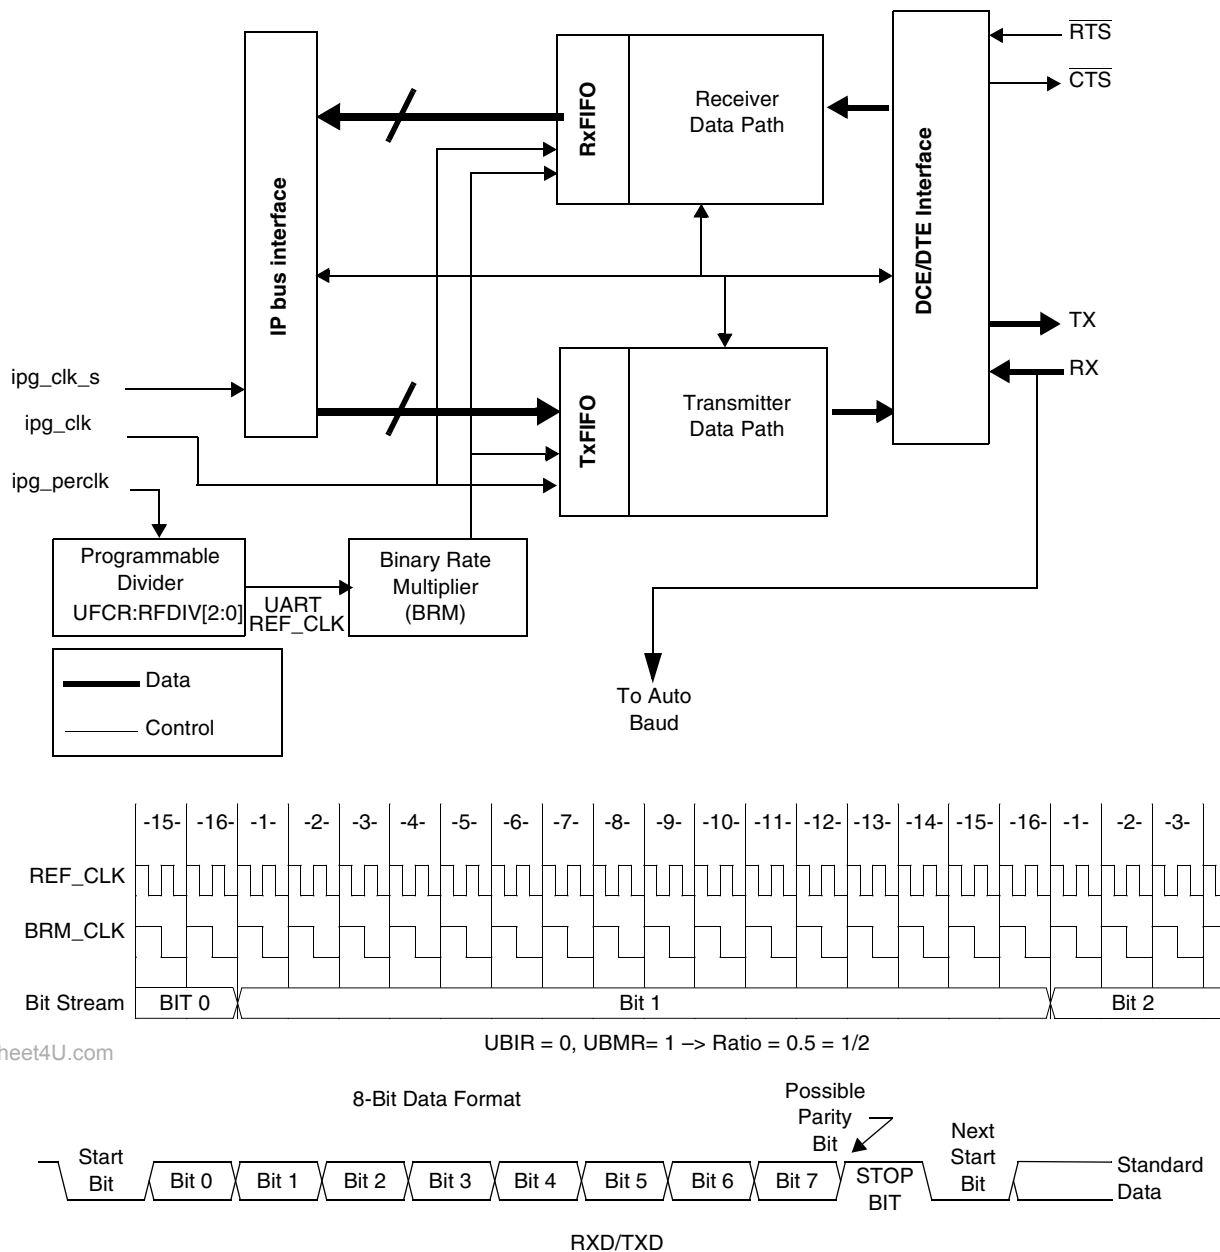 RTS
CTS
IP bus interface
RxFIFO
Receiver
Data Path
DCE/DTE Interface
TX
RX
ipg_clk_s
ipg_clk
ipg_perclk
TxFIFO
Transmitter
Data Path
Programmable
Divider
UFCR:RFDIV[2:0]
UART
REF_CLK
Binary Rate
Multiplier
(BRM)
Data
Control
To Auto
Baud
-15- -16- -1- -2- -3- -4- -5- -6- -7- -8- -9- -10- -11- -12- -13- -14- -15- -16- -1- -2- -3-
REF_CLK
BRM_CLK
Bit Stream BIT 0 Bit 1 Bit 2
UBIR = 0, UBMR= 1 –> Ratio = 0.5 = 1/2
heet4U.com
8-Bit Data Format
Possible
Parity
Bit
Start
Bit
Bit 0 Bit 1 Bit 2 Bit 3 Bit 4 Bit 5 Bit 6 Bit 7
STOP
BIT
Next
Start
Bit
Standard
Data
RXD/TXD